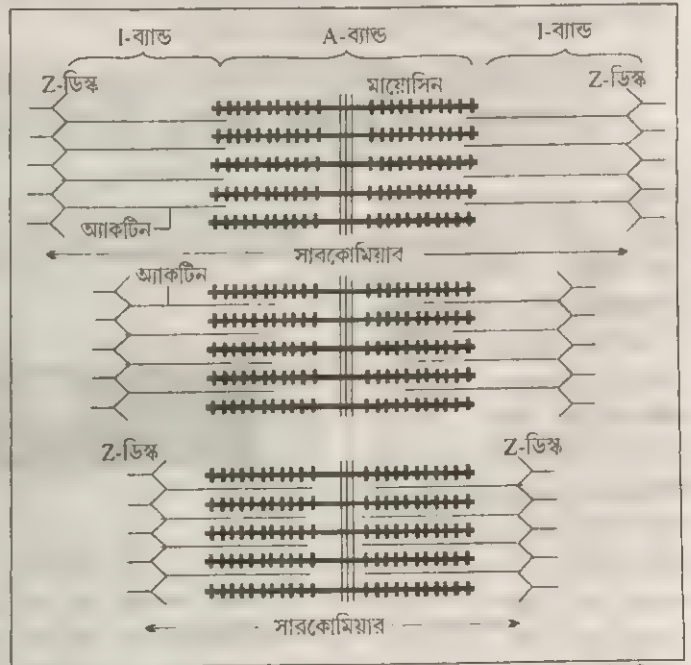 I-ব্যান্ড A-ব্যান্ড I-ব্যান্ড
Z-ডিস্ক মায়োসিন Z-ডিস্ক
অ্যাকটিন
সারকোমিয়ার
অ্যাকটিন
Z-ডিস্ক Z-ডিস্ক
সারকোমিয়ার